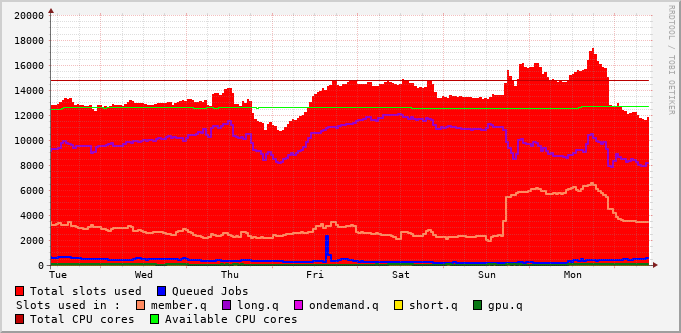 20000
18000
16000
14000
12000
10000
8000
6000
4000
2000
0
Tue Wed Thu Fri Sat Sun Mon
RRDTOOL / TOBI OETIKER
Total slots used Queued Jobs
Slots used in : member.q long.q ondemand.q short.q gpu.q
Total CPU cores Available CPU cores